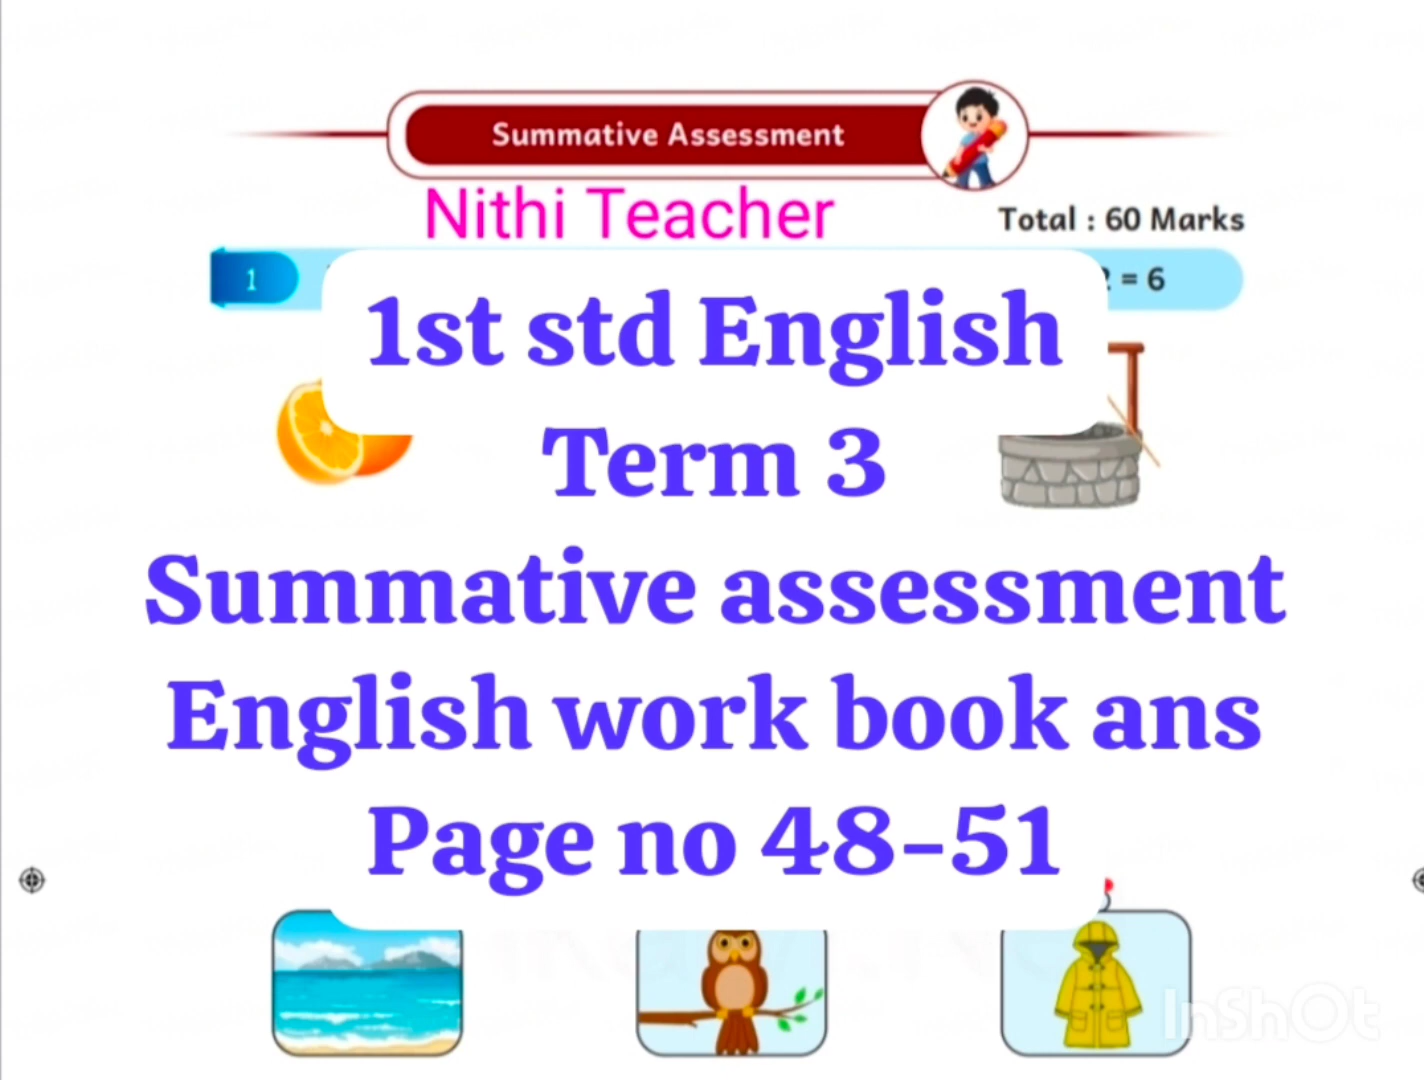 Summative Assessment
Nithi Teacher
Total : 60 Marks
1
= 6
1st std English
Term 3
Summative assessment
English work book ans
Page no 48-51
InShOt